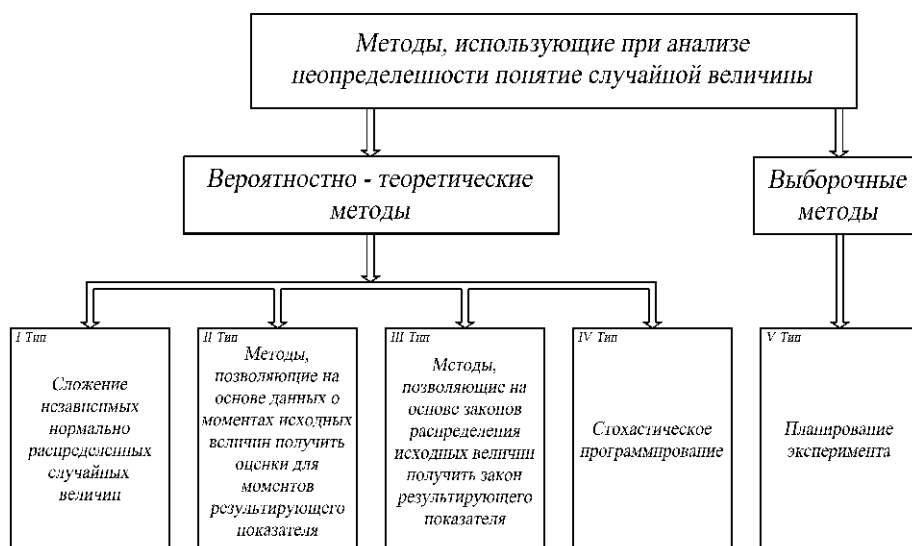 Методы, использующие при анализе
неопределенности понятие случайной величины
Вероятностно - теоретические
методы
Выборочные
методы
I Тип
Сложение
независимых
нормально
распределенных
случайных
величин
II Тип
Методы,
позволяющие на
основе данных о
моментах исходных
величин получить
оценки для
моментов
результирующего
показателя
III Тип
Методы,
позволяющие на
основе законов
распределения
исходных величин
получить закон
результирующего
показателя
IV Тип
Стохастическое
программирование
V Тип
Планирование
эксперимента